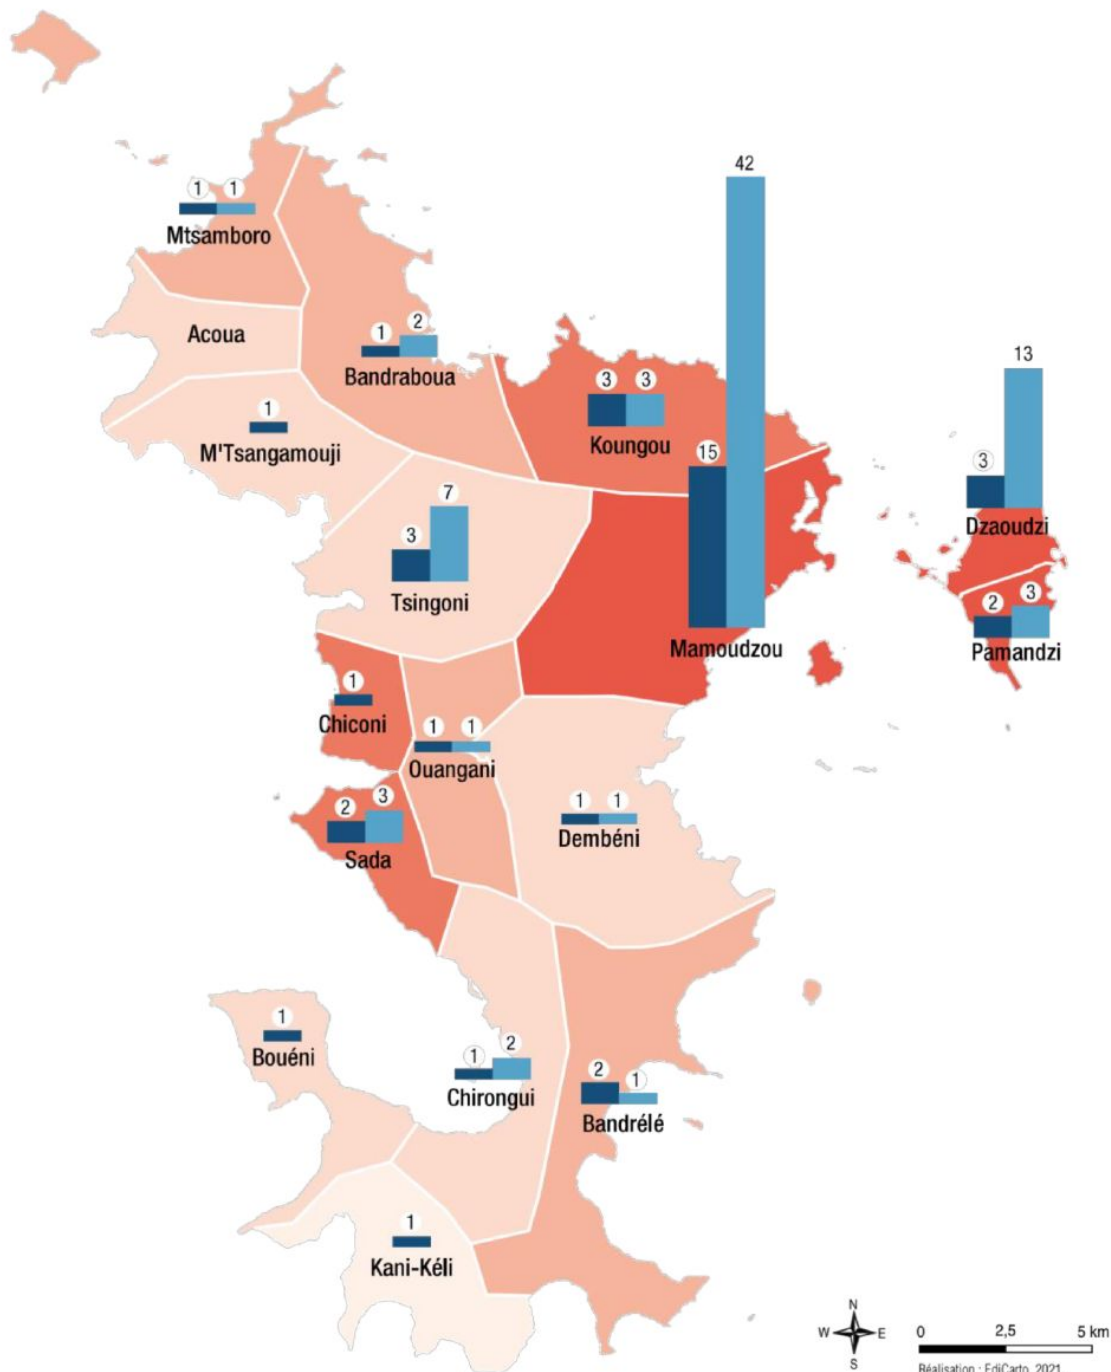 42
1 1
Mtsamboro
13
Acoua
1 2
Bandraboua
3 3
Koungou
3
Dzaoudzi
1
M'Tsangamouji
15
3 7
Tsingoni
2 3
Pamandzi
Mamoudzou
1
Chiconi
1 1
Ouangani
2 3
Sada
1 1
Dembéni
1
Bouéni
1 2
Chirongui
2 1
Bandrélé
1
Kani-Kéli
N
W E
S
0 2,5 5 km
Réalisation : EdiCarto, 2021